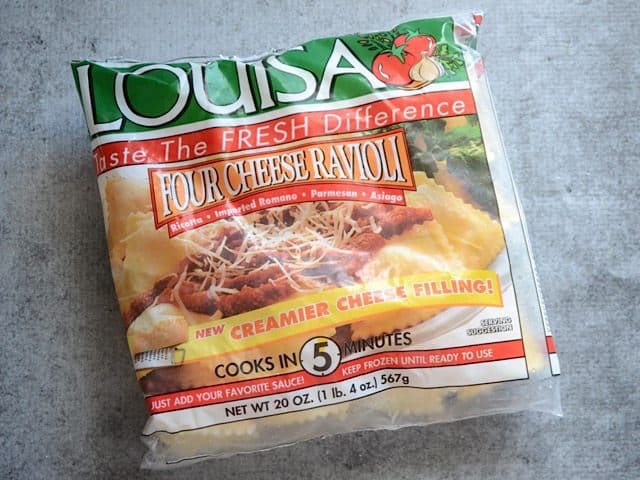 LOUISA
Taste The FRESH Difference
FOUR CHEESE RAVIOLI
Ricotta • Imported Romano • Parmesan • Asiago
NEW CREAMIER CHEESE FILLING!
SERVING
SUGGESTION
COOKS IN 5 MINUTES
JUST ADD YOUR FAVORITE SAUCE! KEEP FROZEN UNTIL READY TO USE
NET WT 20 OZ. (1 lb. 4 oz.) 567g